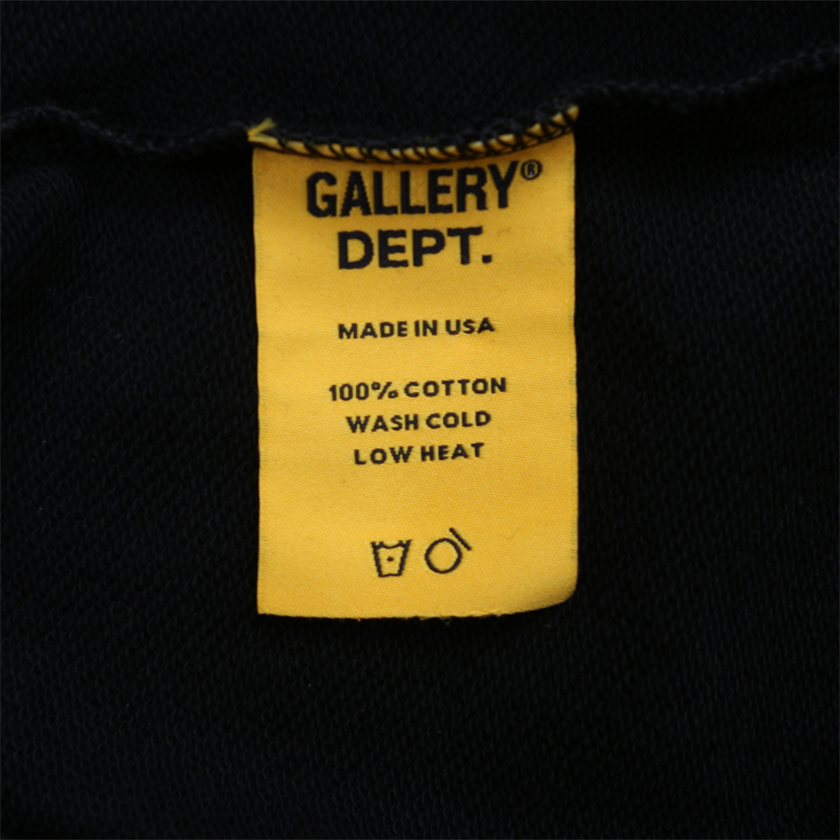 GALLERY®
DEPT.
MADE IN USA
100% COTTON
WASH COLD
LOW HEAT